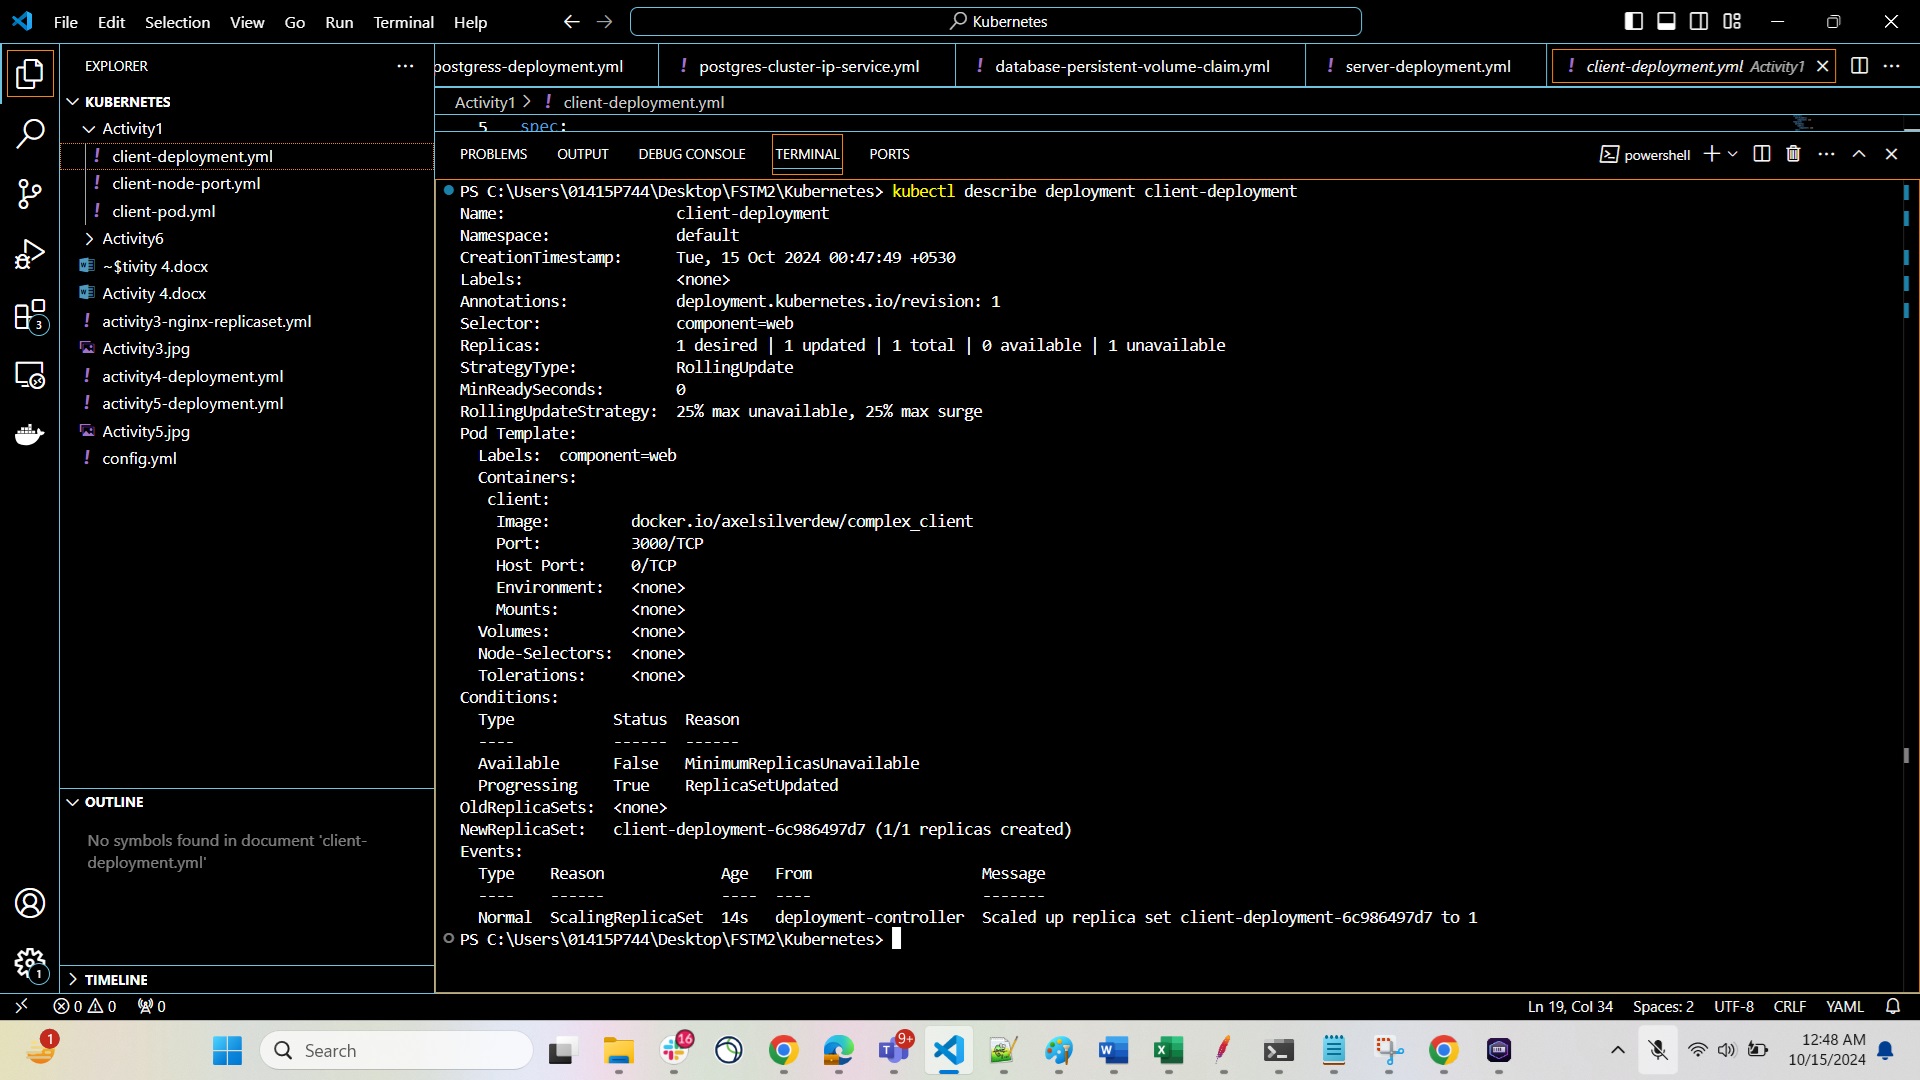 File Edit Selection View Go Run Terminal Help
Kubernetes
EXPLORER
KUBERNETES
Activity1
client-deployment.yml
client-node-port.yml
client-pod.yml
Activity6
~$tivity 4.docx
Activity 4.docx
activity3-nginx-replicaset.yml
Activity3.jpg
activity4-deployment.yml
activity5-deployment.yml
Activity5.jpg
config.yml
3
OUTLINE
No symbols found in document 'client-
deployment.yml'
1
TIMELINE
postgress-deployment.yml ! postgres-cluster-ip-service.yml ! database-persistent-volume-claim.yml ! server-deployment.yml ! client-deployment.yml Activity1
Activity1 > ! client-deployment.yml
5 spec:
PROBLEMS OUTPUT DEBUG CONSOLE TERMINAL PORTS powershell
PS C:\Users\01415P744\Desktop\FSTM2\Kubernetes> kubectl describe deployment client-deployment
Name: client-deployment
Namespace: default
CreationTimestamp: Tue, 15 Oct 2024 00:47:49 +0530
Labels: <none>
Annotations: deployment.kubernetes.io/revision: 1
Selector: component=web
Replicas: 1 desired | 1 updated | 1 total | 0 available | 1 unavailable
StrategyType: RollingUpdate
MinReadySeconds: 0
RollingUpdateStrategy: 25% max unavailable, 25% max surge
Pod Template:
Labels: component=web
Containers:
client:
Image: docker.io/axelsilverdew/complex_client
Port: 3000/TCP
Host Port: 0/TCP
Environment: <none>
Mounts: <none>
Volumes: <none>
Node-Selectors: <none>
Tolerations: <none>
Conditions:
Type Status Reason
---- ------ ------
Available False MinimumReplicasUnavailable
Progressing True ReplicaSetUpdated
OldReplicaSets: <none>
NewReplicaSet: client-deployment-6c986497d7 (1/1 replicas created)
Events:
Type Reason Age From Message
---- ------ ---- ---- -------
Normal ScalingReplicaSet 14s deployment-controller Scaled up replica set client-deployment-6c986497d7 to 1
PS C:\Users\01415P744\Desktop\FSTM2\Kubernetes>
0 0 0 Ln 19, Col 34 Spaces: 2 UTF-8 CRLF YAML
1 Search 16 9+ 12:48 AM
10/15/2024